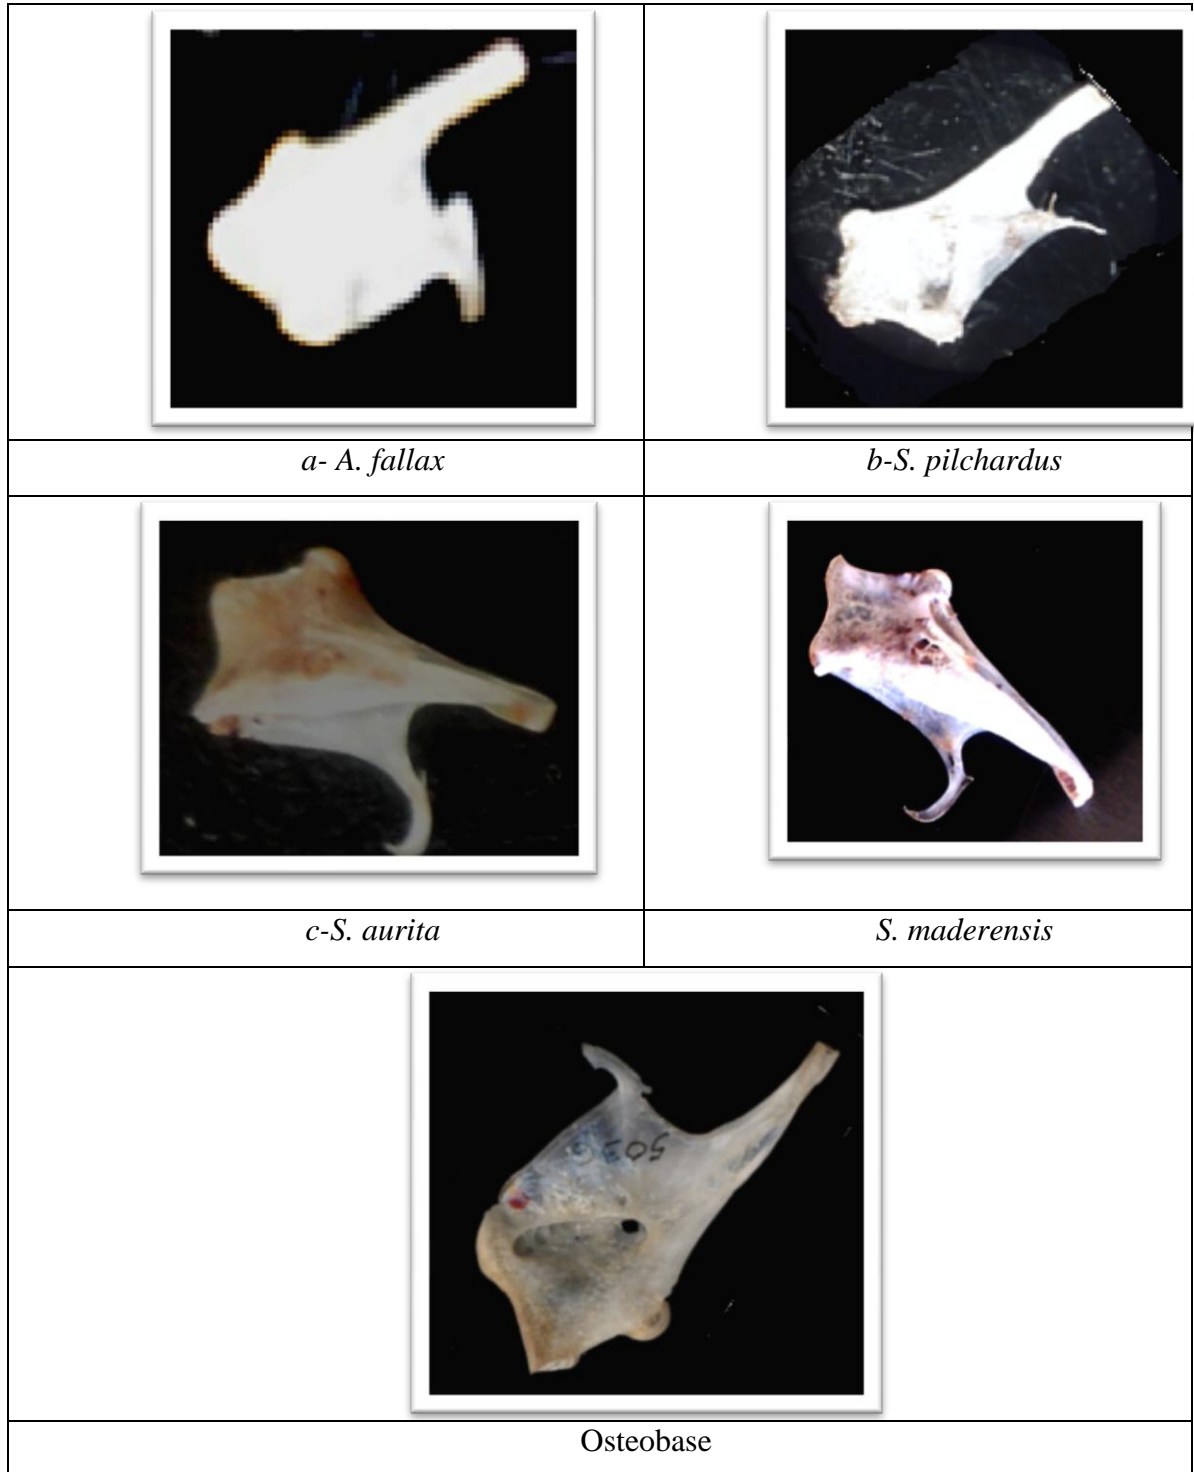 a- A. fallax
b-S. pilchardus
c-S. aurita
S. maderensis
Osteobase